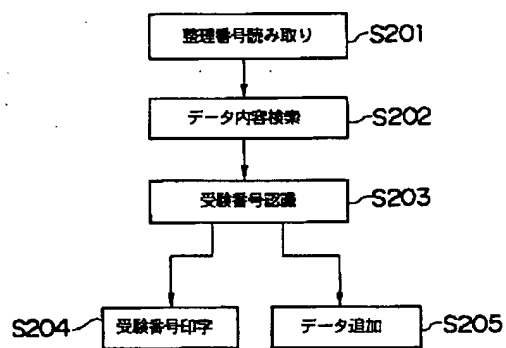 整理番号読み取り
S201
データ内容検索
S202
受験番号認識
S203
S204
受験番号印字
データ追加
S205